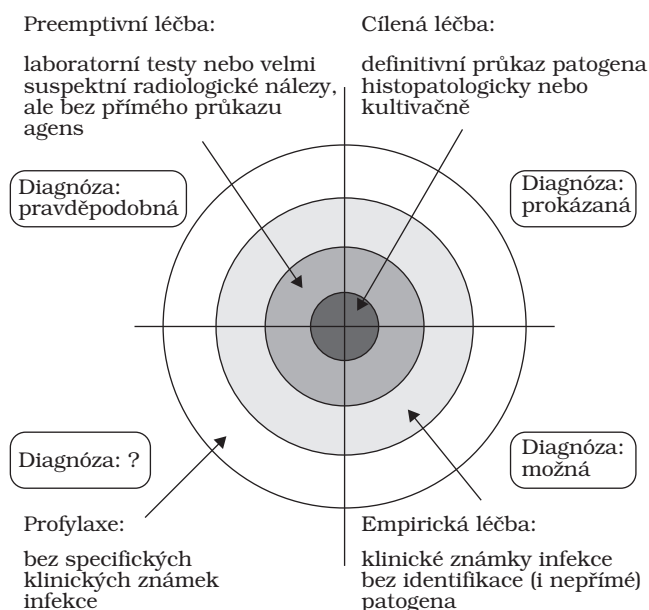 Preemptivní léčba:
laboratorní testy nebo velmi
suspektní radiologické nálezy,
ale bez přímého průkazu
agens
Cílená léčba:
definitivní průkaz patogena
histopatologicky nebo
kultivačně
Diagnóza:
pravděpodobná
Diagnóza:
prokázaná
Diagnóza: ?
Diagnóza:
možná
Profylaxe:
bez specifických
klinických známek
infekce
Empirická léčba:
klinické známky infekce
bez identifikace (i nepřímé)
patogena